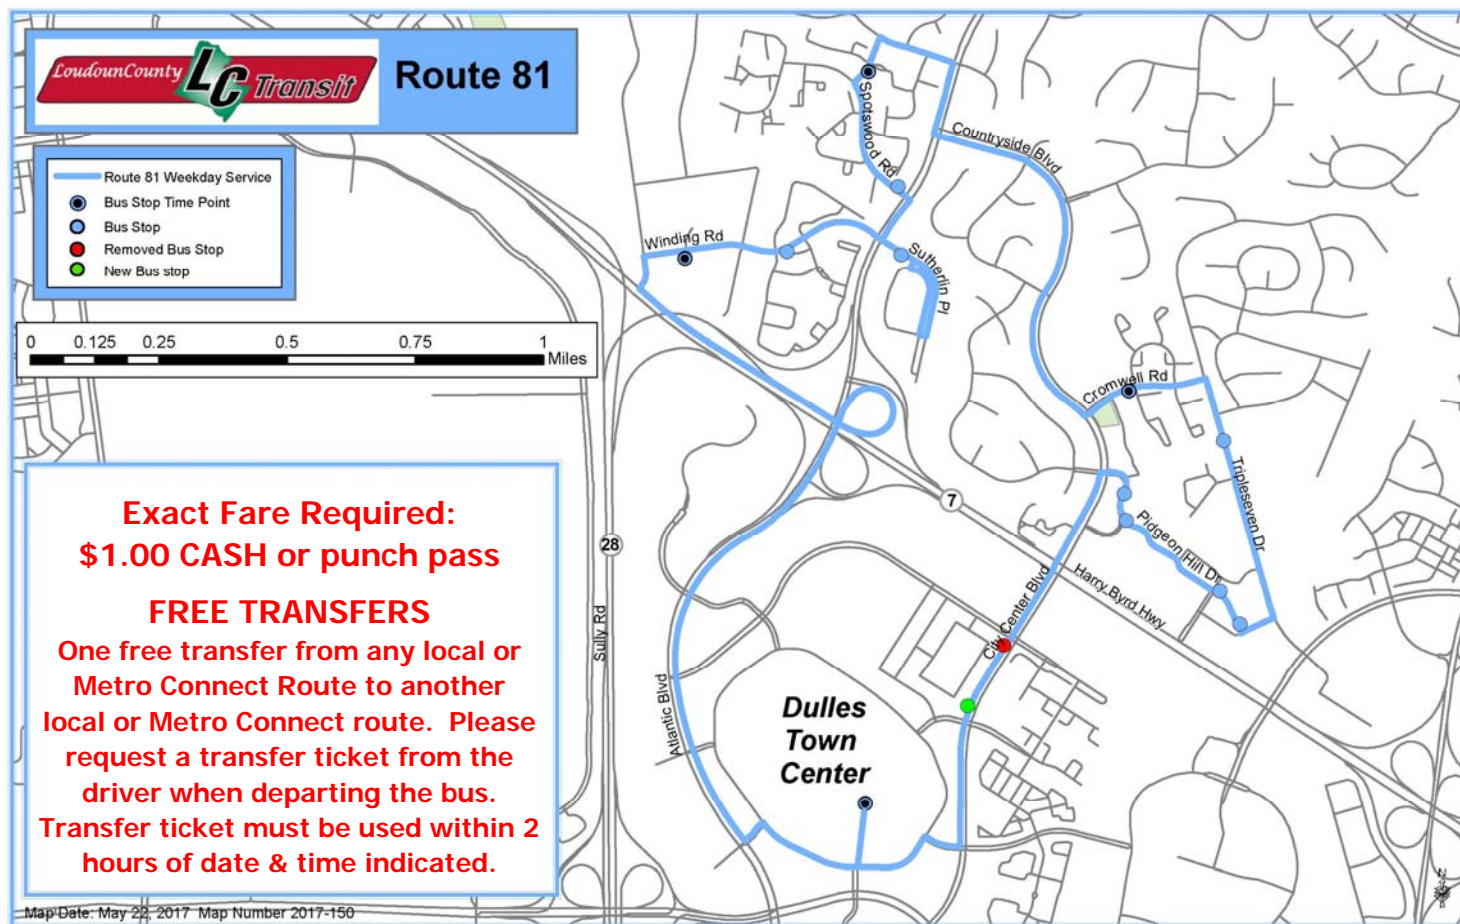 LoudounCounty LC Transit
Route 81
Route 81 Weekday Service
Bus Stop Time Point
Bus Stop
Removed Bus Stop
New Bus stop
0 0.125 0.25 0.5 0.75 1
Miles
Exact Fare Required:
$1.00 CASH or punch pass
FREE TRANSFERS
One free transfer from any local or
Metro Connect Route to another
local or Metro Connect route. Please
request a transfer ticket from the
driver when departing the bus.
Transfer ticket must be used within 2
hours of date & time indicated.
Map Date: May 22, 2017 Map Number 2017-150
Spotswood Rd
Countryside Blvd
Winding Rd
Sutherlin Pl
Cromwell Rd
Tripleseven Dr
Pidgeon Hill Dr
7
28
Harry Byrd Hwy
City Center Blvd
Sully Rd
Atlantic Blvd
Dulles
Town
Center